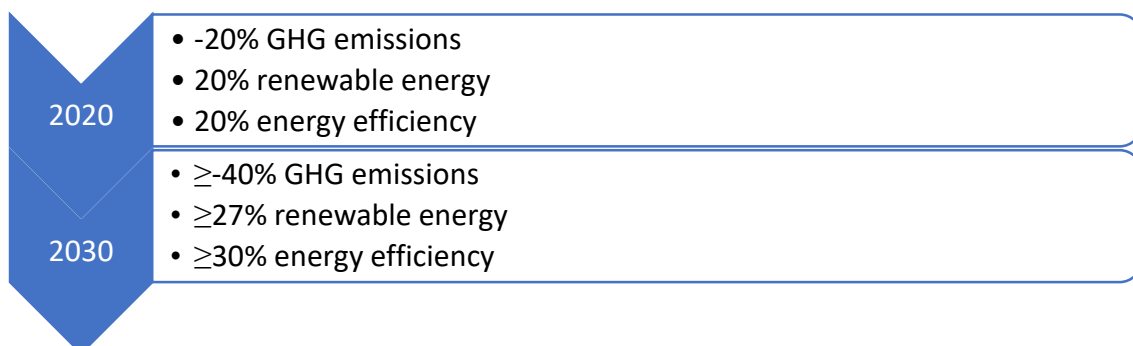 2020
• -20% GHG emissions
• 20% renewable energy
• 20% energy efficiency
2030
• ≥-40% GHG emissions
• ≥27% renewable energy
• ≥30% energy efficiency